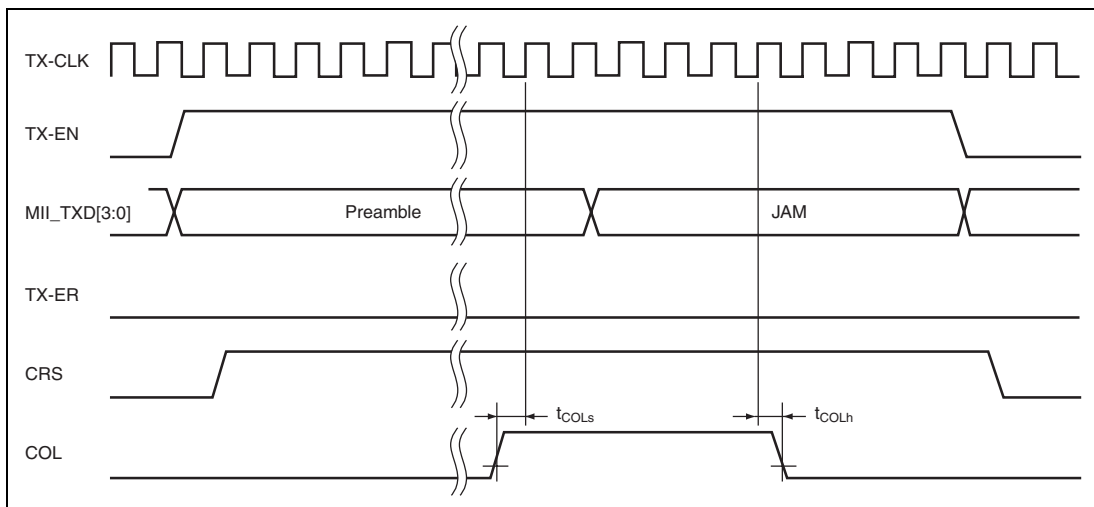 TX-CLK
TX-EN
MII_TXD[3:0]
Preamble
JAM
TX-ER
CRS
tCOLs
tCOLh
COL